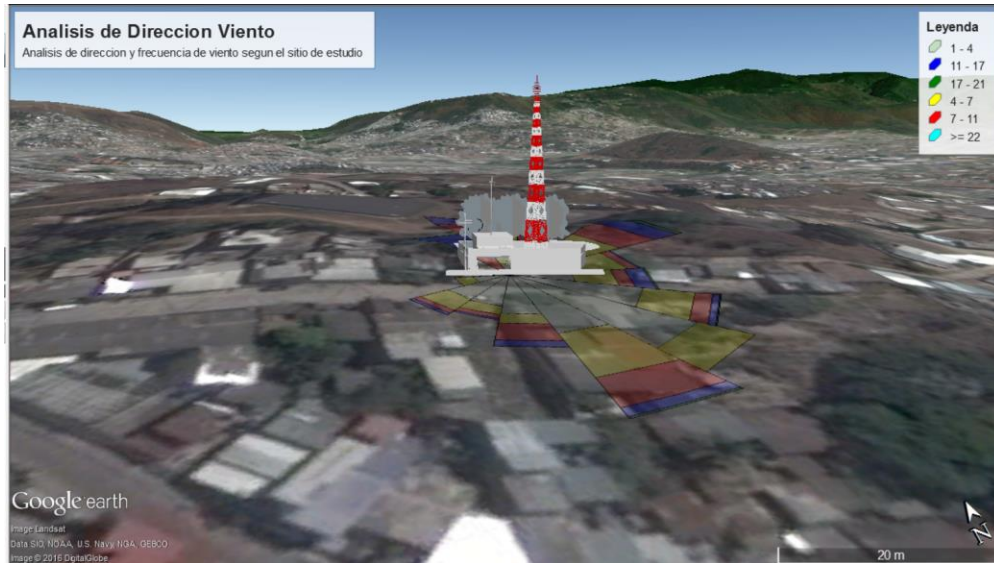 Analisis de Direccion Viento
Analisis de direccion y frecuencia de viento segun el sitio de estudio
Leyenda
1 - 4
11 - 17
17 - 21
4 - 7
7 - 11
>= 22
Google earth
Image Landsat
Data SIO, NOAA, U.S. Navy, NGA, GEBCO
Image © 2016 DigitalGlobe
N
20 m